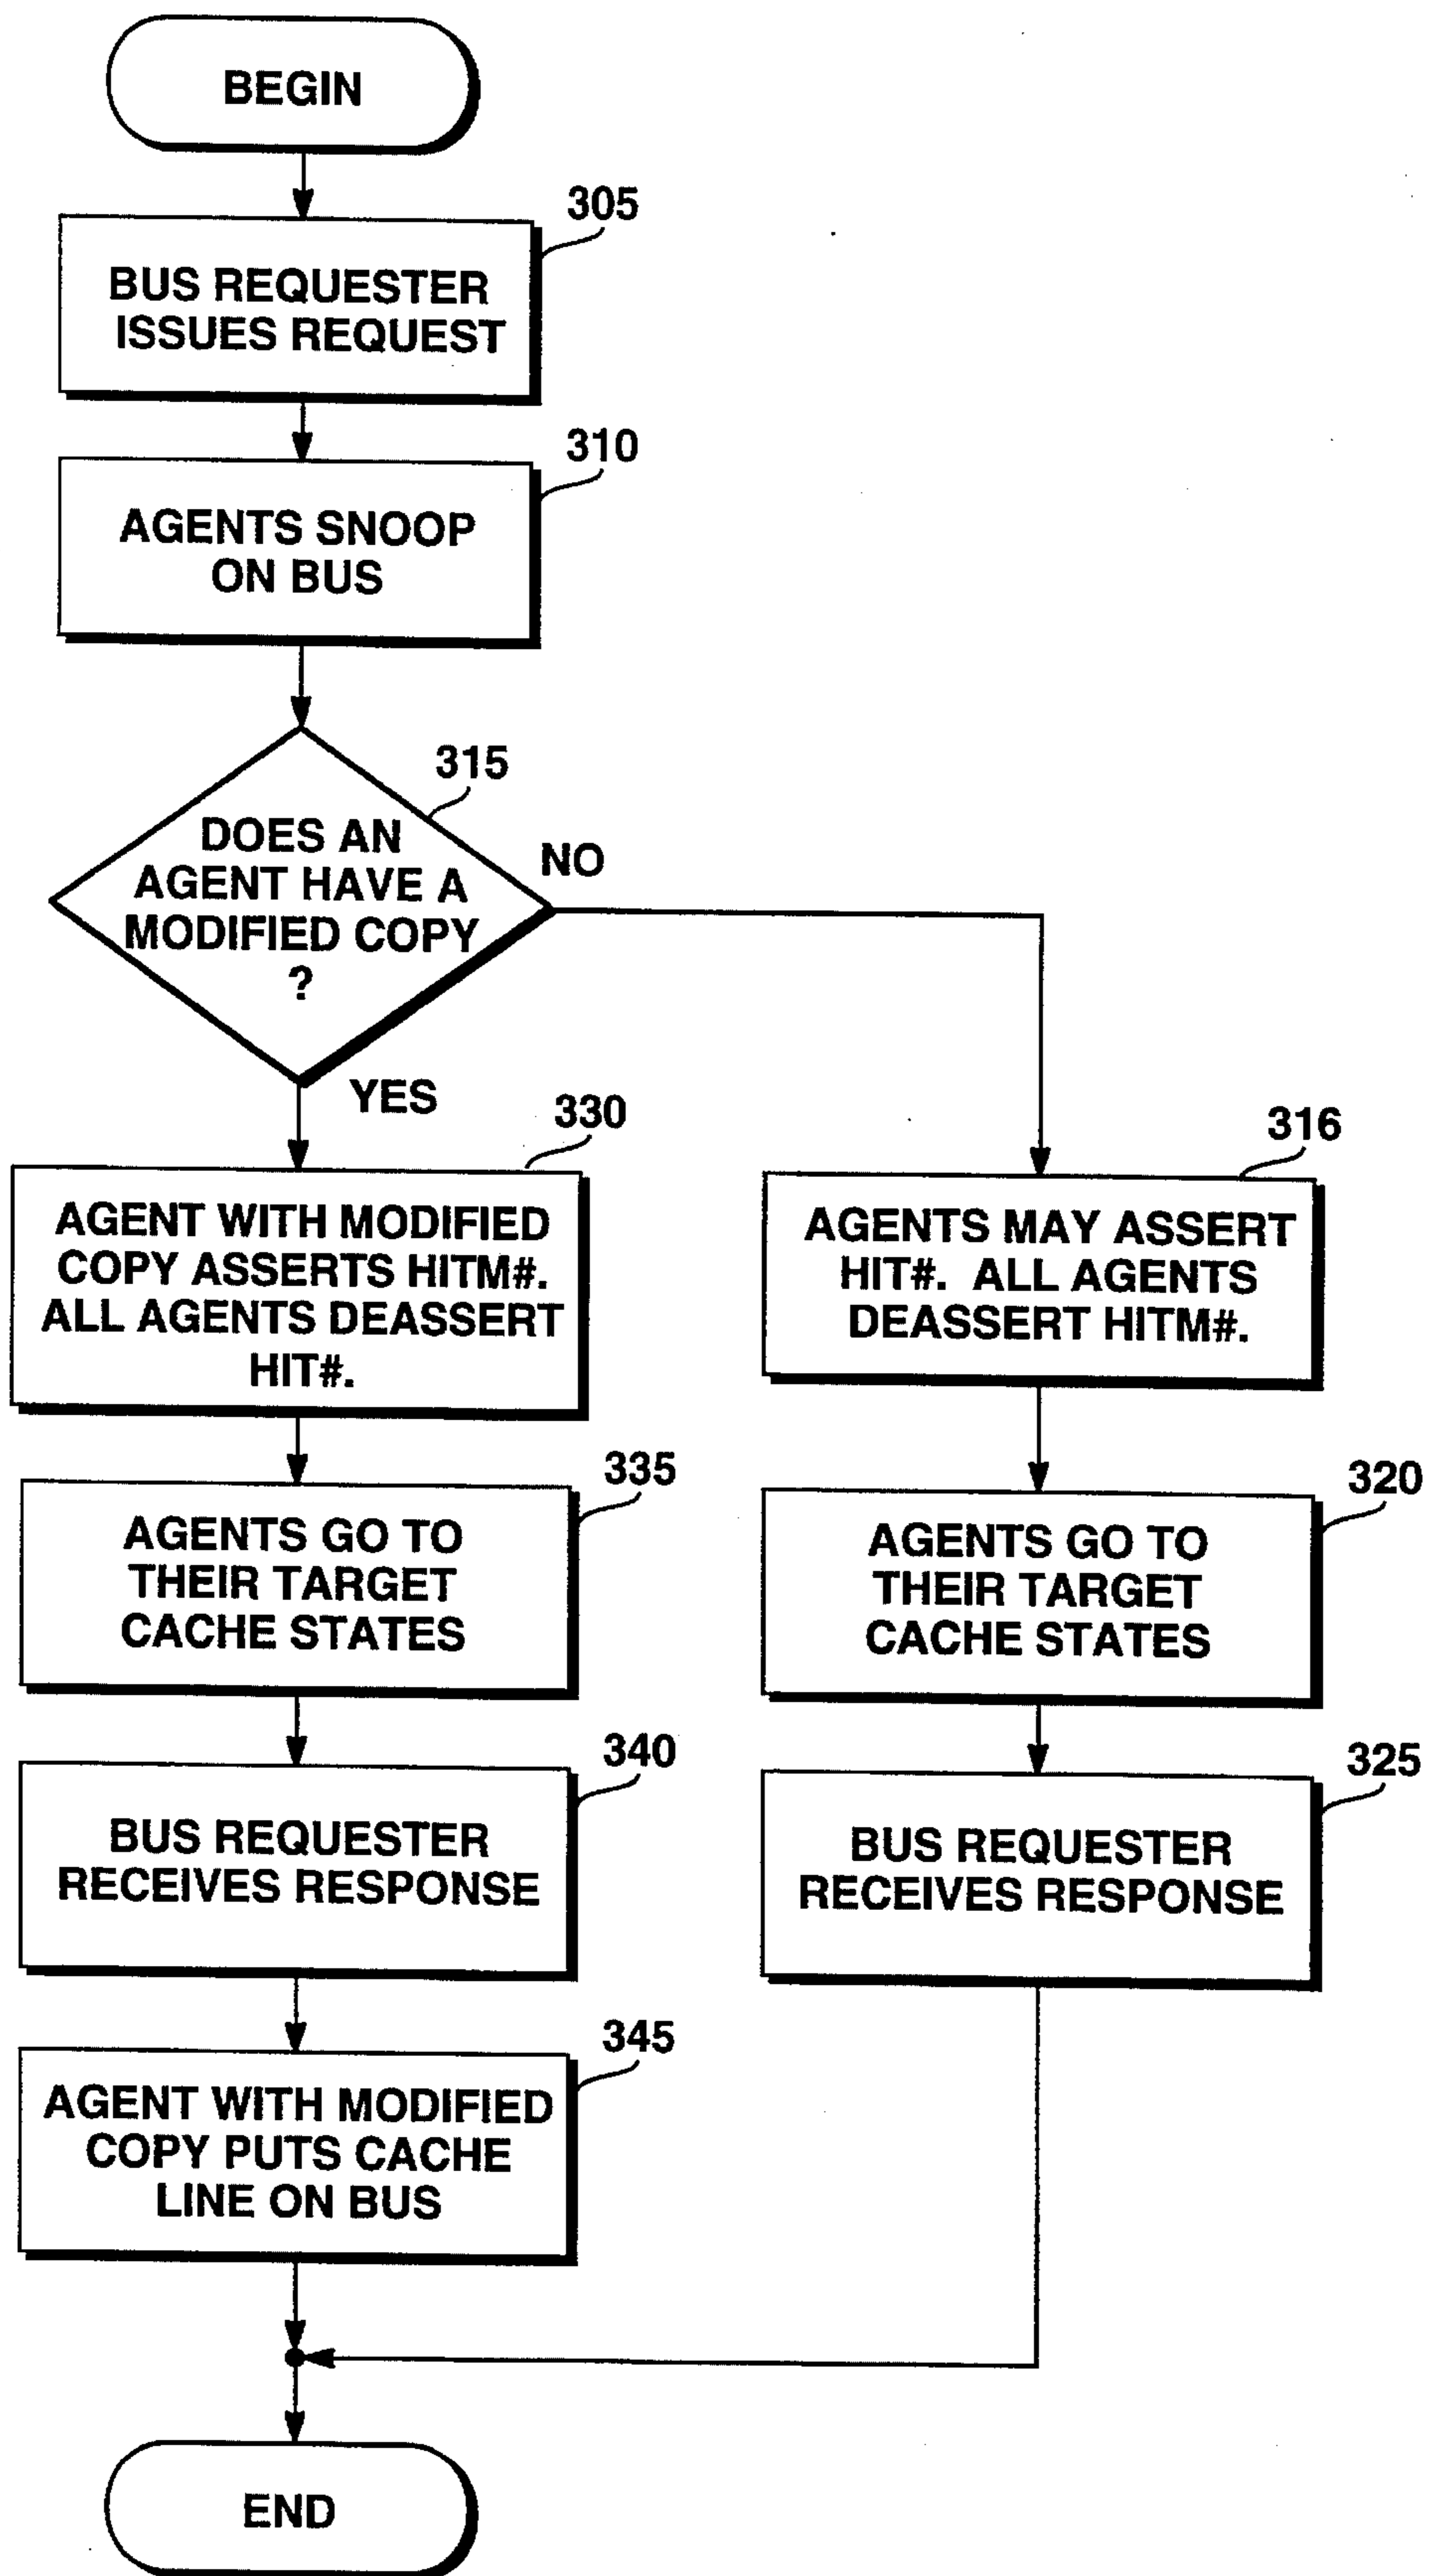 BEGIN
305
BUS REQUESTER
ISSUES REQUEST
310
AGENTS SNOOP
ON BUS
315
DOES AN
AGENT HAVE A
MODIFIED COPY
?
NO
YES
330
AGENT WITH MODIFIED
COPY ASSERTS HITM#.
ALL AGENTS DEASSERT
HIT#.
316
AGENTS MAY ASSERT
HIT#. ALL AGENTS
DEASSERT HITM#.
335
AGENTS GO TO
THEIR TARGET
CACHE STATES
320
AGENTS GO TO
THEIR TARGET
CACHE STATES
340
BUS REQUESTER
RECEIVES RESPONSE
325
BUS REQUESTER
RECEIVES RESPONSE
345
AGENT WITH MODIFIED
COPY PUTS CACHE
LINE ON BUS
END